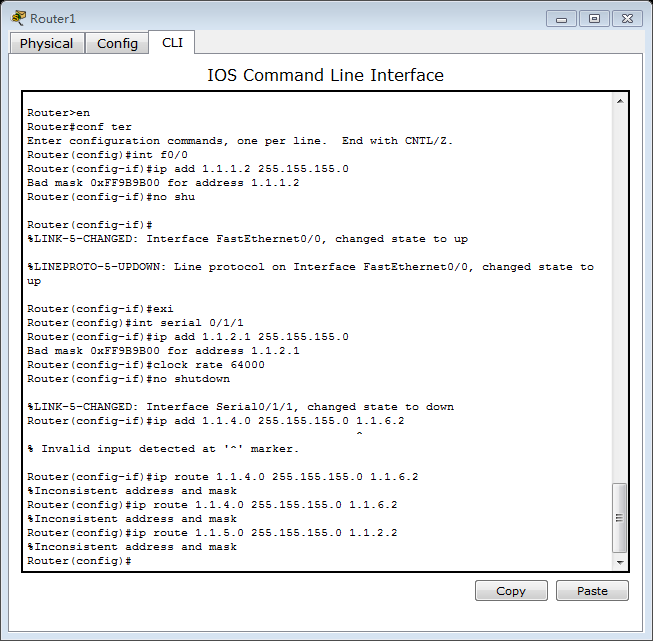 Router1
Physical Config CLI
IOS Command Line Interface
Router>en
Router#conf ter
Enter configuration commands, one per line.  End with CNTL/Z.
Router(config)#int f0/0
Router(config-if)#ip add 1.1.1.2 255.155.155.0
Bad mask 0xFF9B9B00 for address 1.1.1.2
Router(config-if)#no shu
Router(config-if)#
%LINK-5-CHANGED: Interface FastEthernet0/0, changed state to up
%LINEPROTO-5-UPDOWN: Line protocol on Interface FastEthernet0/0, changed state to
up
Router(config-if)#exi
Router(config)#int serial 0/1/1
Router(config-if)#ip add 1.1.2.1 255.155.155.0
Bad mask 0xFF9B9B00 for address 1.1.2.1
Router(config-if)#clock rate 64000
Router(config-if)#no shutdown
%LINK-5-CHANGED: Interface Serial0/1/1, changed state to down
Router(config-if)#ip add 1.1.4.0 255.155.155.0 1.1.6.2
^
% Invalid input detected at '^' marker.
Router(config-if)#ip route 1.1.4.0 255.155.155.0 1.1.6.2
%Inconsistent address and mask
Router(config)#ip route 1.1.4.0 255.155.155.0 1.1.6.2
%Inconsistent address and mask
Router(config)#ip route 1.1.5.0 255.155.155.0 1.1.2.2
%Inconsistent address and mask
Router(config)#
Copy Paste